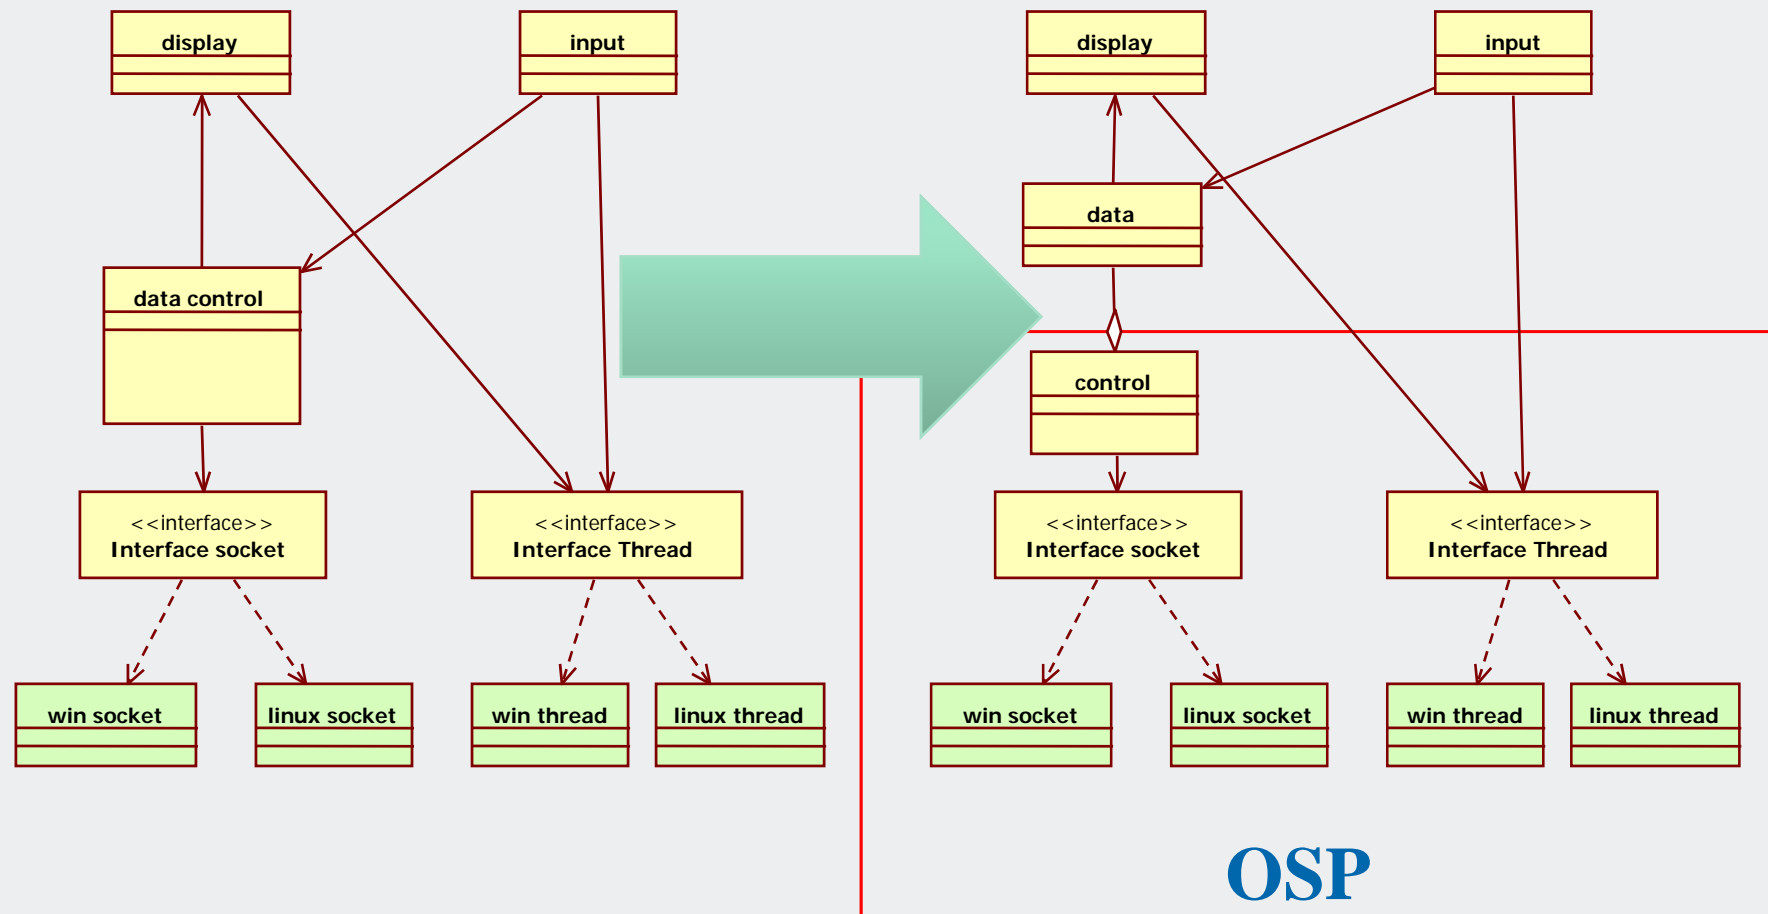 display
input
data control
<<interface>>
Interface socket
<<interface>>
Interface Thread
win socket
linux socket
win thread
linux thread
display
input
data
control
<<interface>>
Interface socket
<<interface>>
Interface Thread
win socket
linux socket
win thread
linux thread
OSP